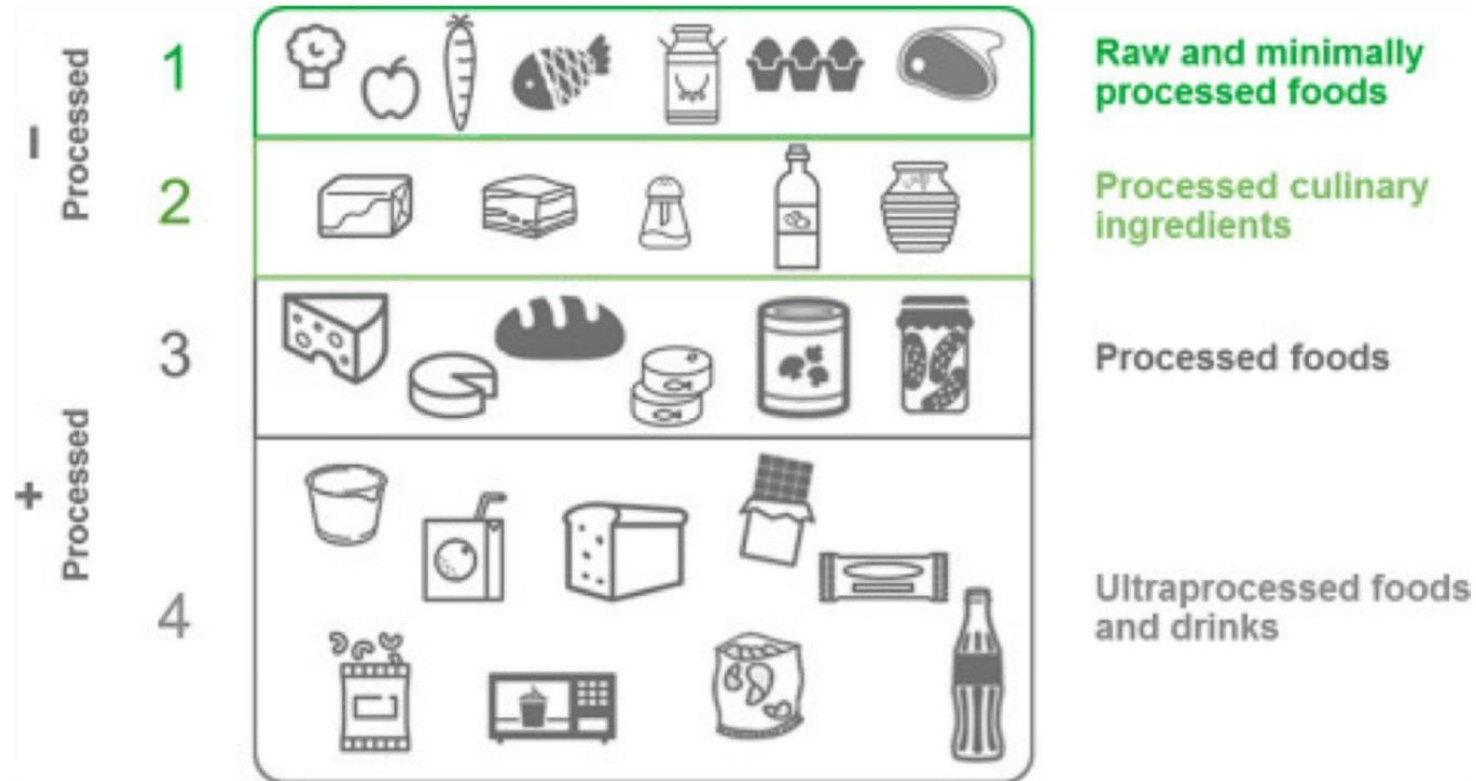 − Processed
1
Raw and minimally
processed foods
2
Processed culinary
ingredients
3
Processed foods
+ Processed
4
Ultraprocessed foods
and drinks